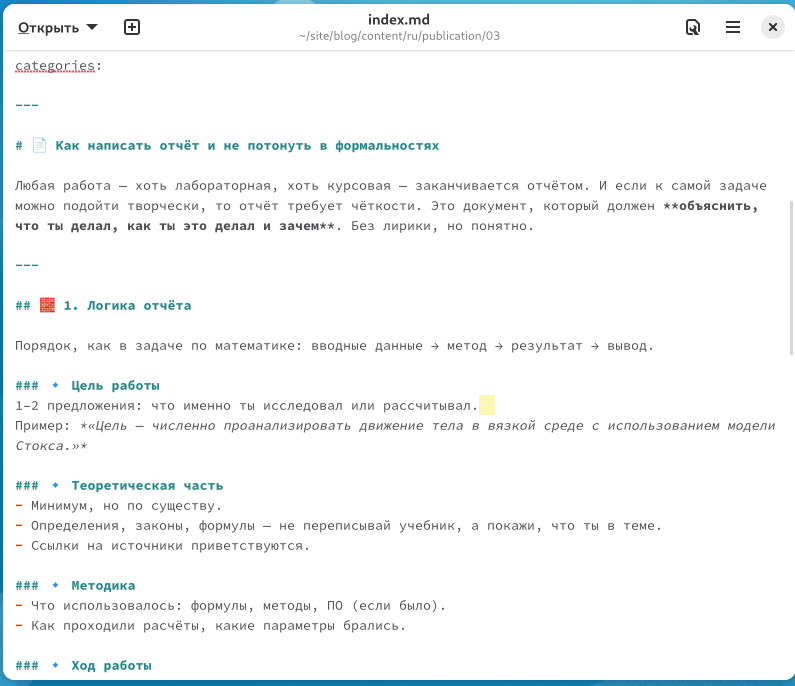 Открыть
index.md
~/site/blog/content/ru/publication/03
categories:
---
# 📄 Как написать отчёт и не потонуть в формальностях
Любая работа — хоть лабораторная, хоть курсовая — заканчивается отчётом. И если к самой задаче
можно подойти творчески, то отчёт требует чёткости. Это документ, который должен **объяснить,
что ты делал, как ты это делал и зачем**. Без лирики, но понятно.
---
## 🧱 1. Логика отчёта
Порядок, как в задаче по математике: вводные данные → метод → результат → вывод.
### 🔹 Цель работы
1–2 предложения: что именно ты исследовал или рассчитывал.
Пример: *«Цель — численно проанализировать движение тела в вязкой среде с использованием модели
Стокса.»*
### 🔹 Теоретическая часть
- Минимум, но по существу.
- Определения, законы, формулы — не переписывай учебник, а покажи, что ты в теме.
- Ссылки на источники приветствуются.
### 🔹 Методика
- Что использовалось: формулы, методы, ПО (если было).
- Как проходили расчёты, какие параметры брались.
### 🔹 Ход работы